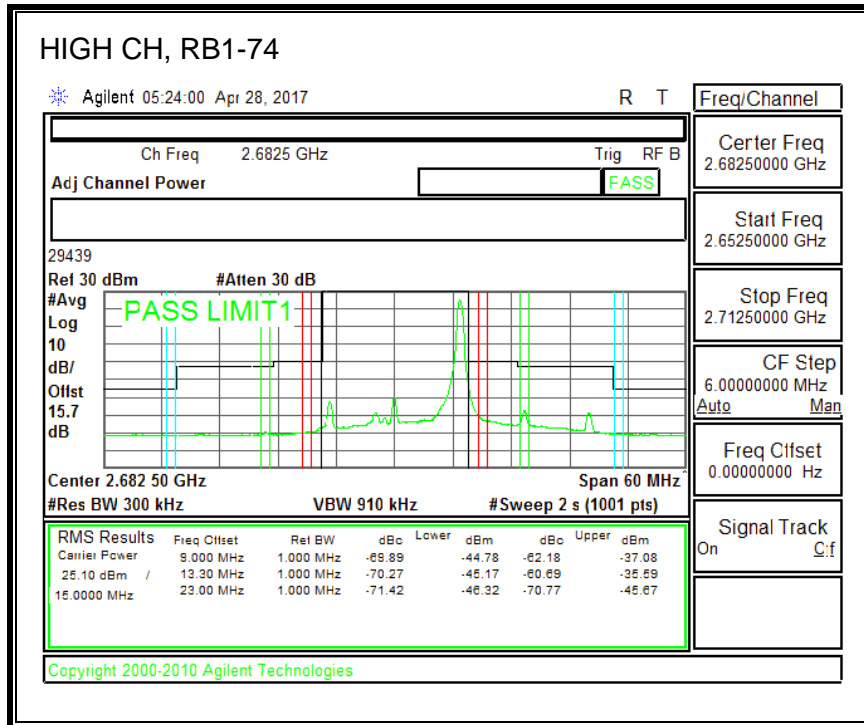 HIGH CH, RB1-74
Agilent 05:24:00 Apr 28, 2017 R T
Freq/Channel
Ch Freq 2.6825 GHz Trig RF B
Adj Channel Power PASS
Center Freq
2.68250000 GHz
Start Freq
2.65250000 GHz
29439
Ref 30 dBm #Atten 30 dB
#Avg
Log
10
dB/
Offst
15.7
dB
PASS LIMIT1
Stop Freq
2.71250000 GHz
CF Step
6.00000000 MHz
Auto Man
Freq Offset
0.00000000 Hz
Center 2.682 50 GHz Span 60 MHz
#Res BW 300 kHz VBW 910 kHz #Sweep 2 s (1001 pts)
Signal Track
On Off
RMS Results Freq Offset Ref BW dBc Lower dBm dBc Upper dBm
Carrier Power 9.000 MHz 1.000 MHz -69.89 -44.78 -62.18 -37.08
25.10 dBm / 13.30 MHz 1.000 MHz -70.27 -45.17 -60.69 -35.59
15.0000 MHz 23.00 MHz 1.000 MHz -71.42 -46.32 -70.77 -45.67
Copyright 2000-2010 Agilent Technologies